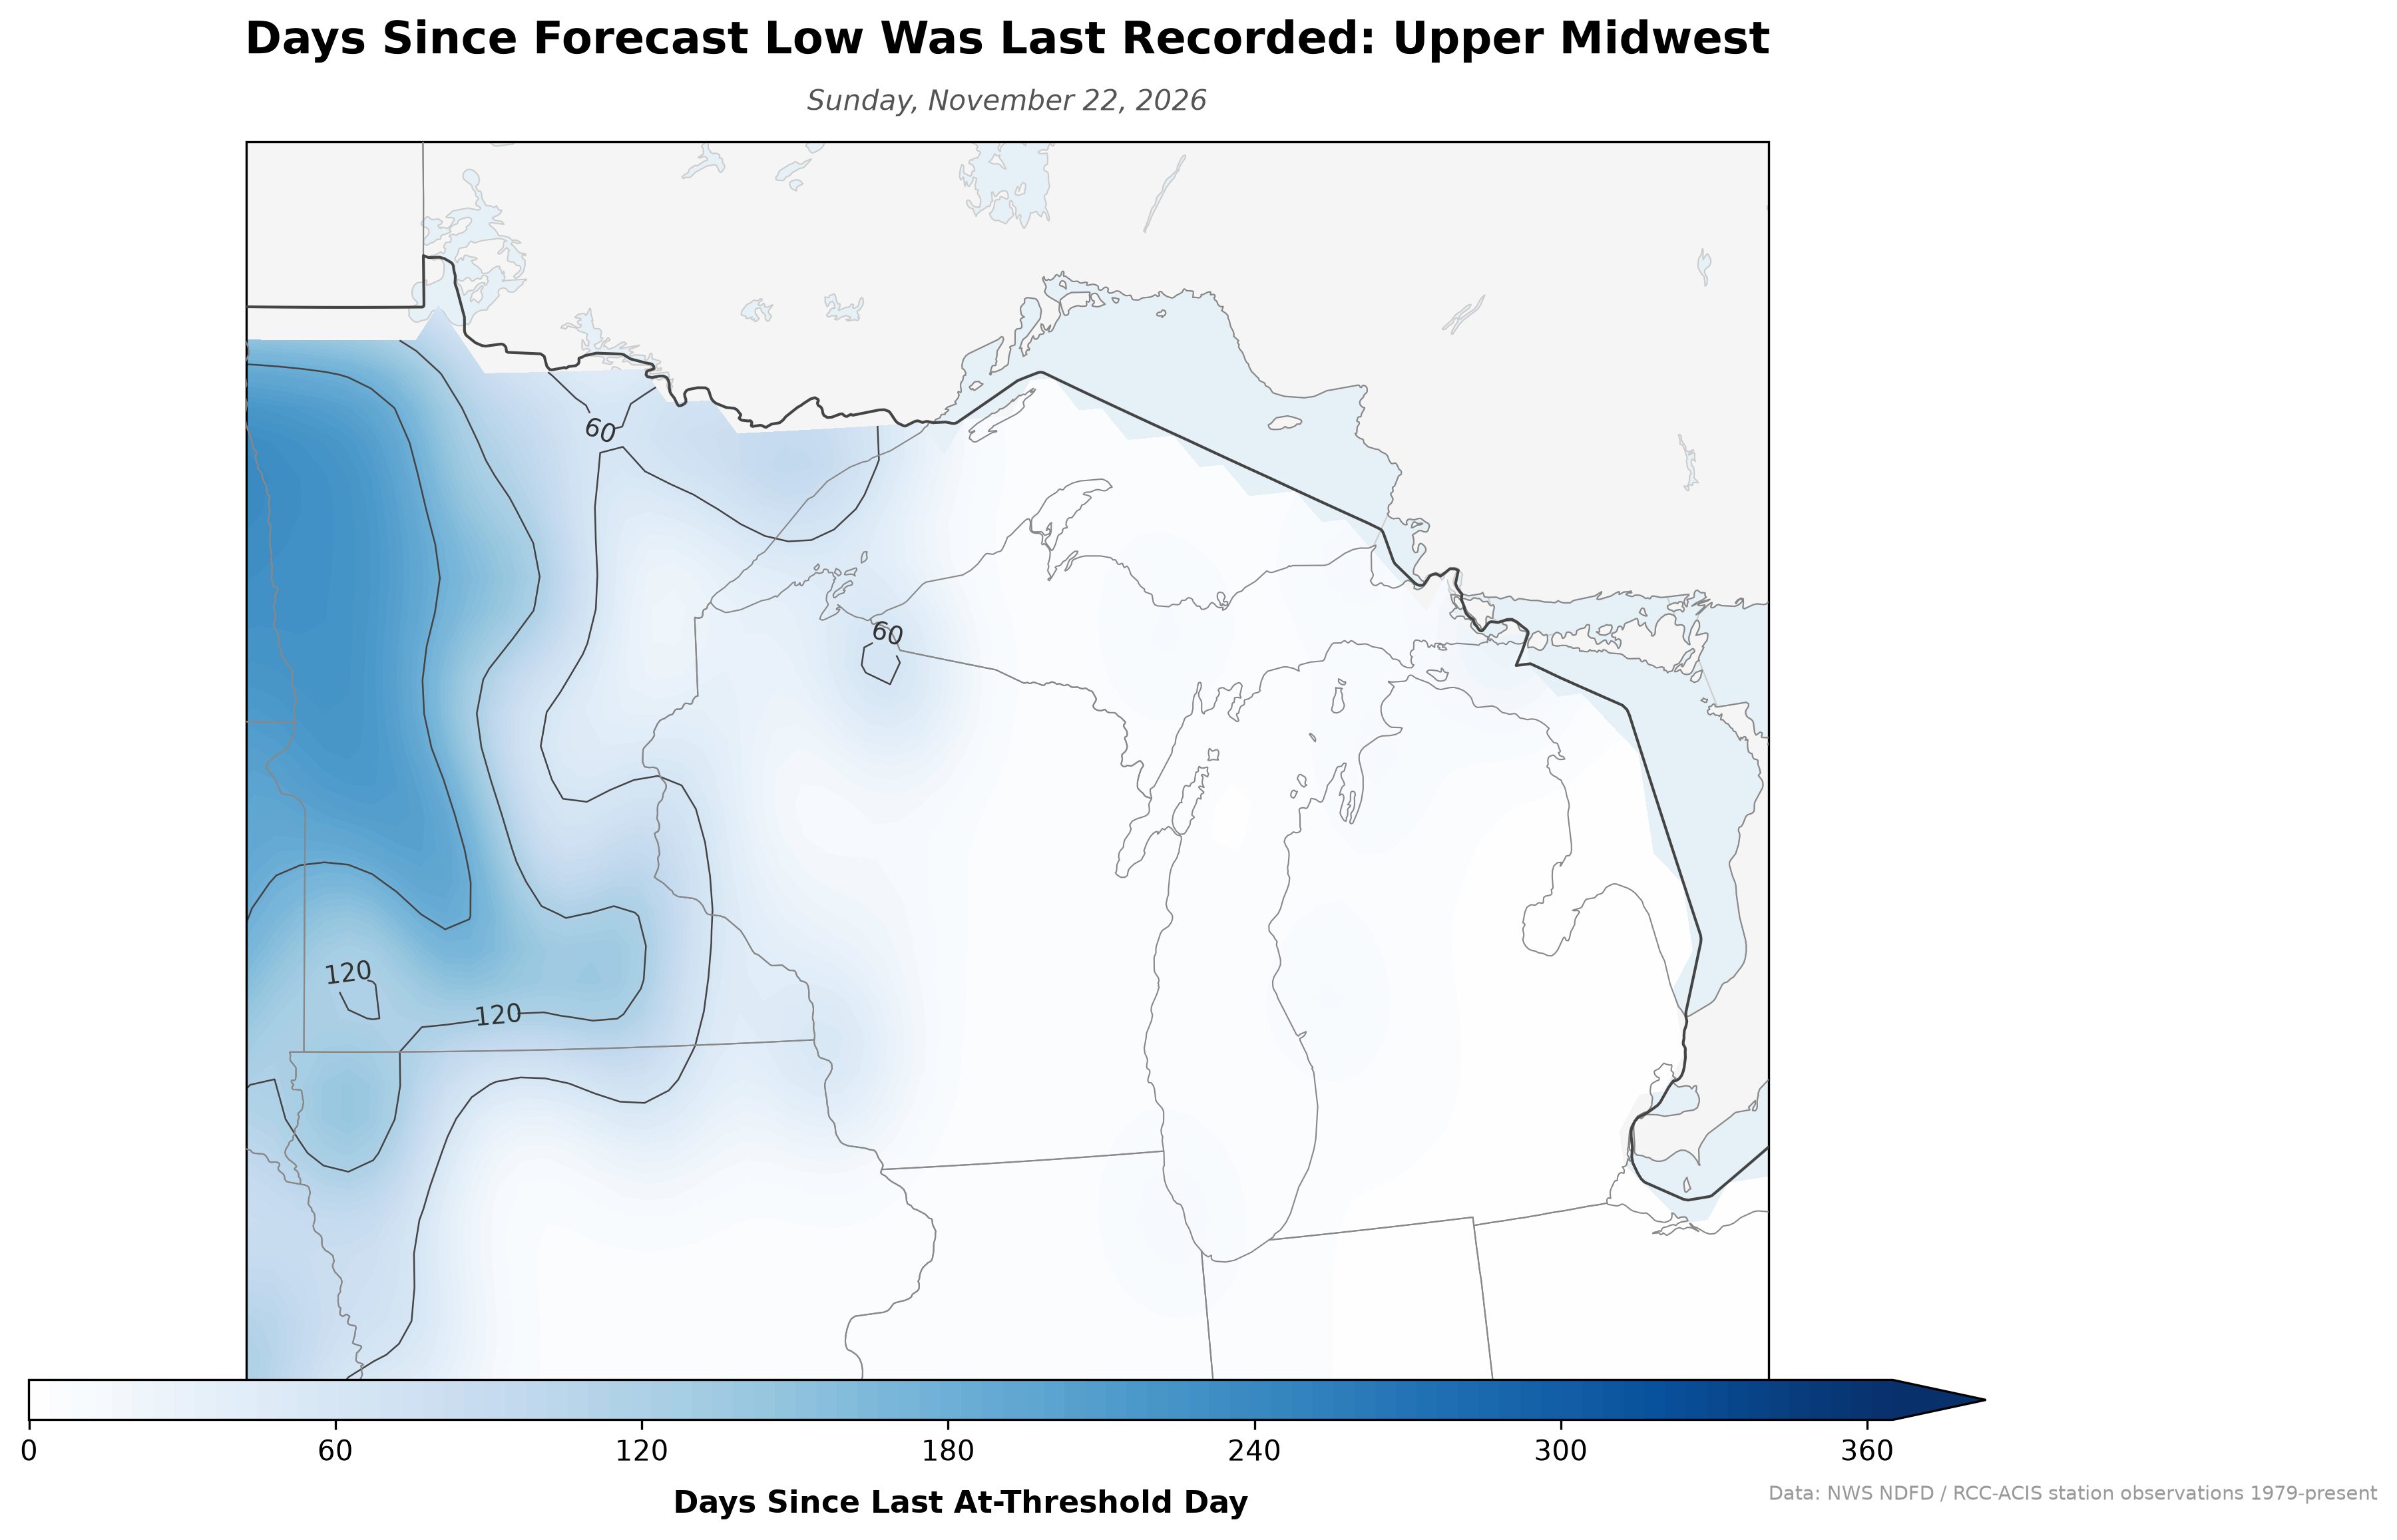 Days Since Forecast Low Was Last Recorded: Upper Midwest
Sunday, November 22, 2026
60
60
120
120
0 60 120 180 240 300 360
Days Since Last At-Threshold Day
Data: NWS NDFD / RCC-ACIS station observations 1979-present